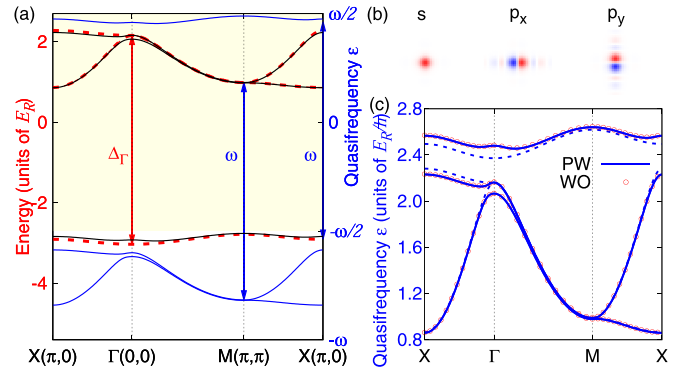 (a)
Energy (units of E_R)
2
0
-2
-4
Δ_Γ
ω
ω
ω/2
0
-ω/2
-ω
Quasifrequency ε
X(π,0)
Γ(0,0)
M(π,π)
X(π,0)
(b)
s
p_x
p_y
(c)
Quasifrequency ε (units of E_R/ħ)
2.8
2.4
2.0
1.6
1.2
0.8
PW
WO
X
Γ
M
X